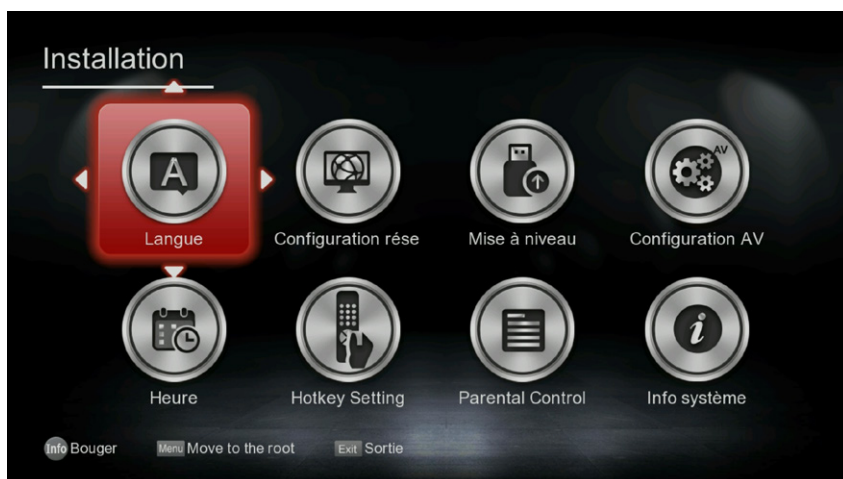 Installation
A
AV
Langue
Configuration rése
Mise à niveau
Configuration AV
i
Heure
Hotkey Setting
Parental Control
Info système
Info Bouger
Menu Move to the root
Exit Sortie